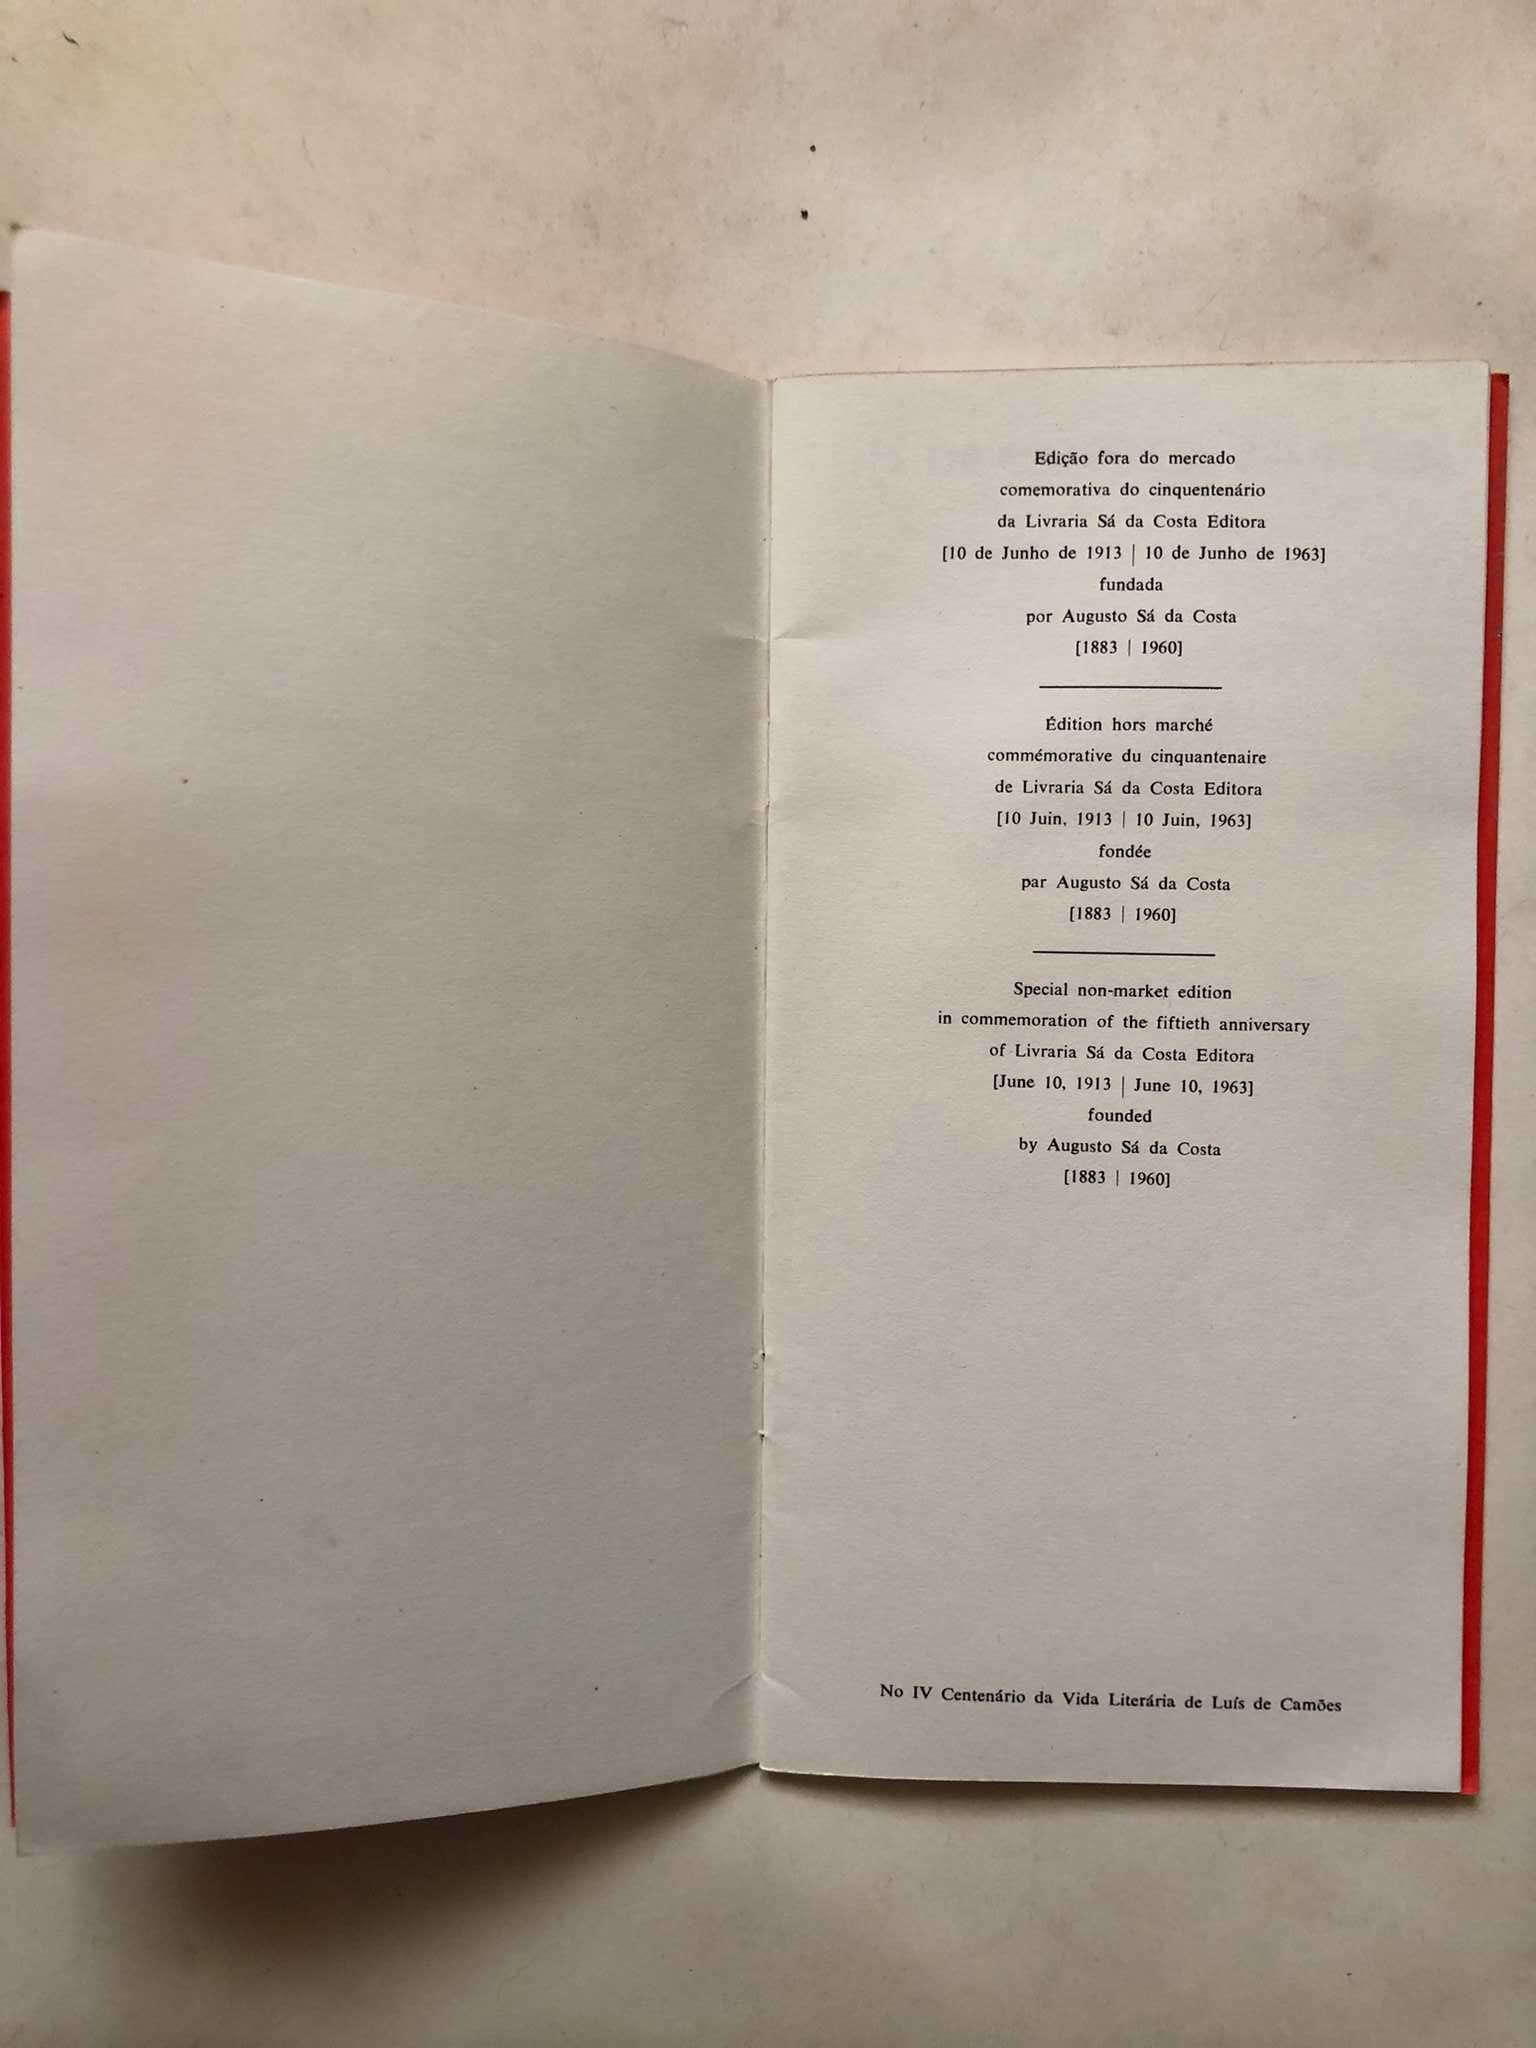 Edição fora do mercado
comemorativa do cinquentenário
da Livraria Sá da Costa Editora
[10 de Junho de 1913 | 10 de Junho de 1963]
fundada
por Augusto Sá da Costa
[1883 | 1960]
Édition hors marché
commémorative du cinquantenaire
de Livraria Sá da Costa Editora
[10 Juin, 1913 | 10 Juin, 1963]
fondée
par Augusto Sá da Costa
[1883 | 1960]
Special non-market edition
in commemoration of the fiftieth anniversary
of Livraria Sá da Costa Editora
[June 10, 1913 | June 10, 1963]
founded
by Augusto Sá da Costa
[1883 | 1960]
No IV Centenário da Vida Literária de Luís de Camões